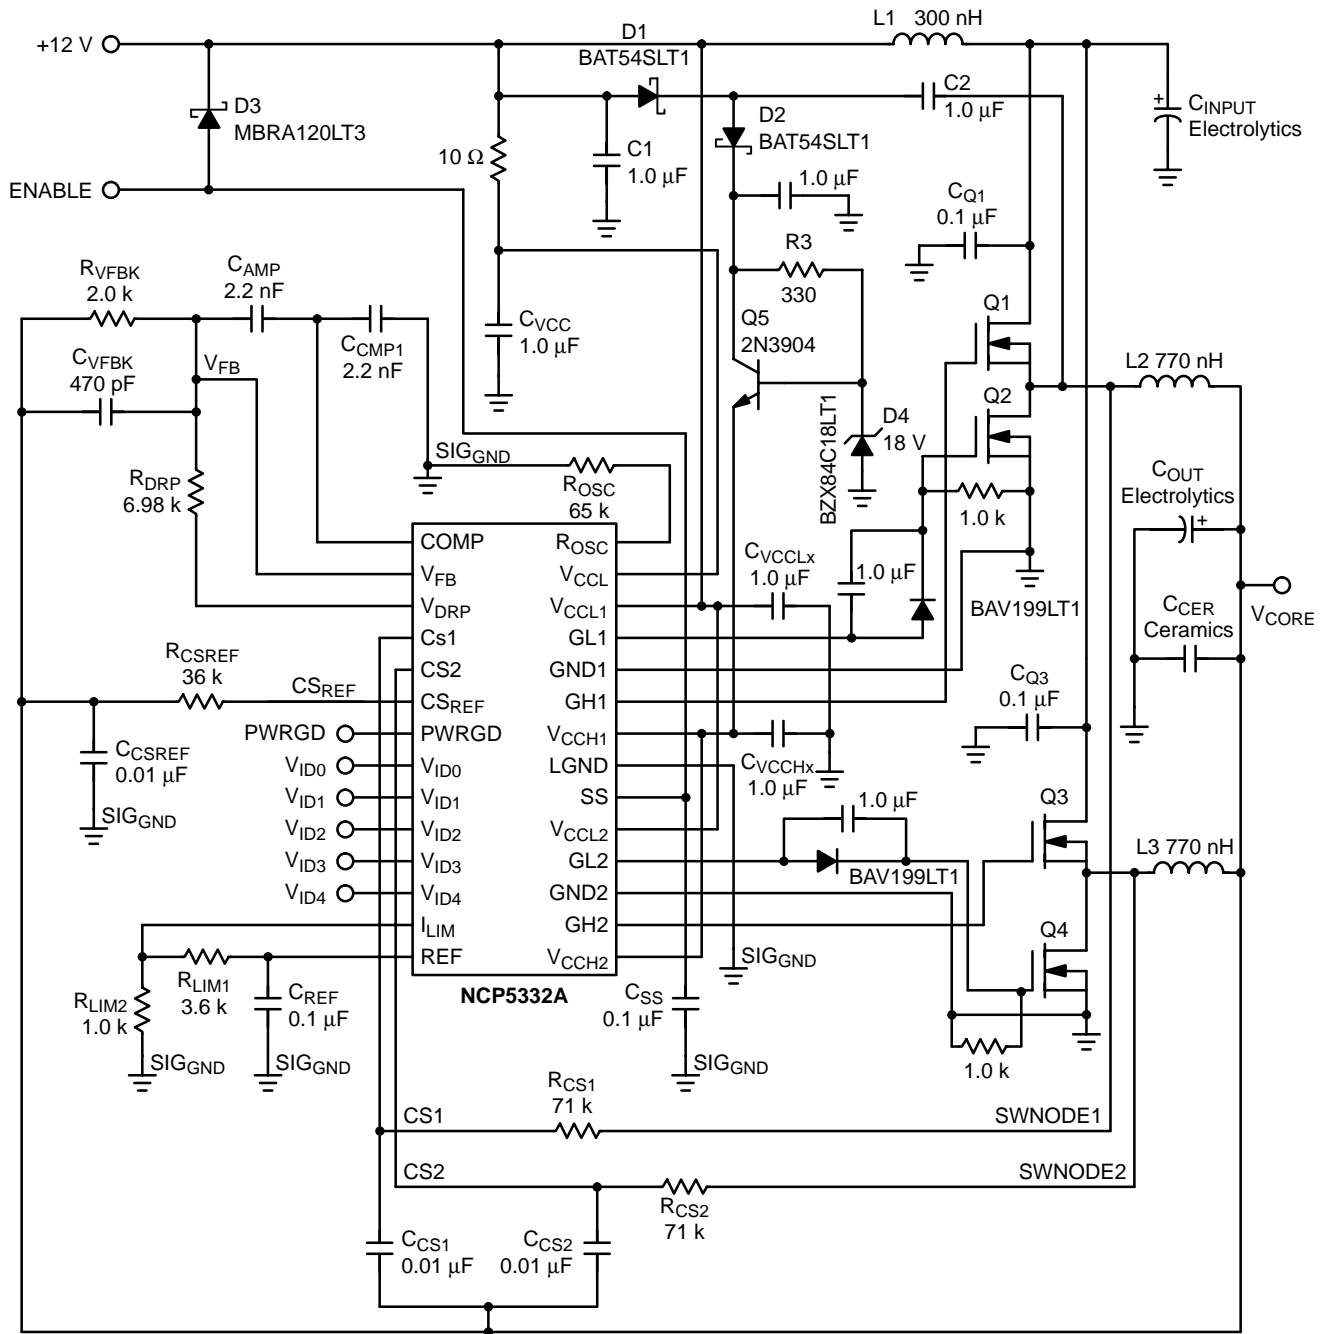 L1 300 nH
+12 V
D1
BAT54SLT1
D3
MBRA120LT3
10 Ω
C1
1.0 μF
D2
BAT54SLT1
C2
1.0 μF
CINPUT
Electrolytics
ENABLE
1.0 μF
CQ1
0.1 μF
RVFBK
2.0 k
CAMP
2.2 nF
CCMP1
2.2 nF
CVCC
1.0 μF
R3
330
Q5
2N3904
Q1
L2 770 nH
CVFBK
470 pF
VFB
Q2
D4
18 V
BZX84C18LT1
SIGGND
ROSC
65 k
RDRP
6.98 k
1.0 k
COUT
Electrolytics
+
+
CVCCLx
1.0 μF
1.0 μF
BAV199LT1
VCORE
CCER
Ceramics
COMP
VFB
VDRP
Cs1
CS2
CSREF
PWRGD
VID0
VID1
VID2
VID3
VID4
ILIM
REF
ROSC
VCCL
VCCL1
GL1
GND1
GH1
VCCH1
LGND
SS
VCCL2
GL2
GND2
GH2
VCCH2
NCP5332A
RCSREF
36 k
CSREF
CCSREF
0.01 μF
SIGGND
PWRGD
VID0
VID1
VID2
VID3
VID4
CQ3
0.1 μF
CVCCHx
1.0 μF
1.0 μF
BAV199LT1
Q3
L3 770 nH
Q4
SIGGND
RLIM1
3.6 k
RLIM2
1.0 k
CREF
0.1 μF
CSS
0.1 μF
SIGGND
SIGGND
SIGGND
1.0 k
RCS1
71 k
CS1
SWNODE1
CS2
SWNODE2
RCS2
71 k
CCS1
0.01 μF
CCS2
0.01 μF